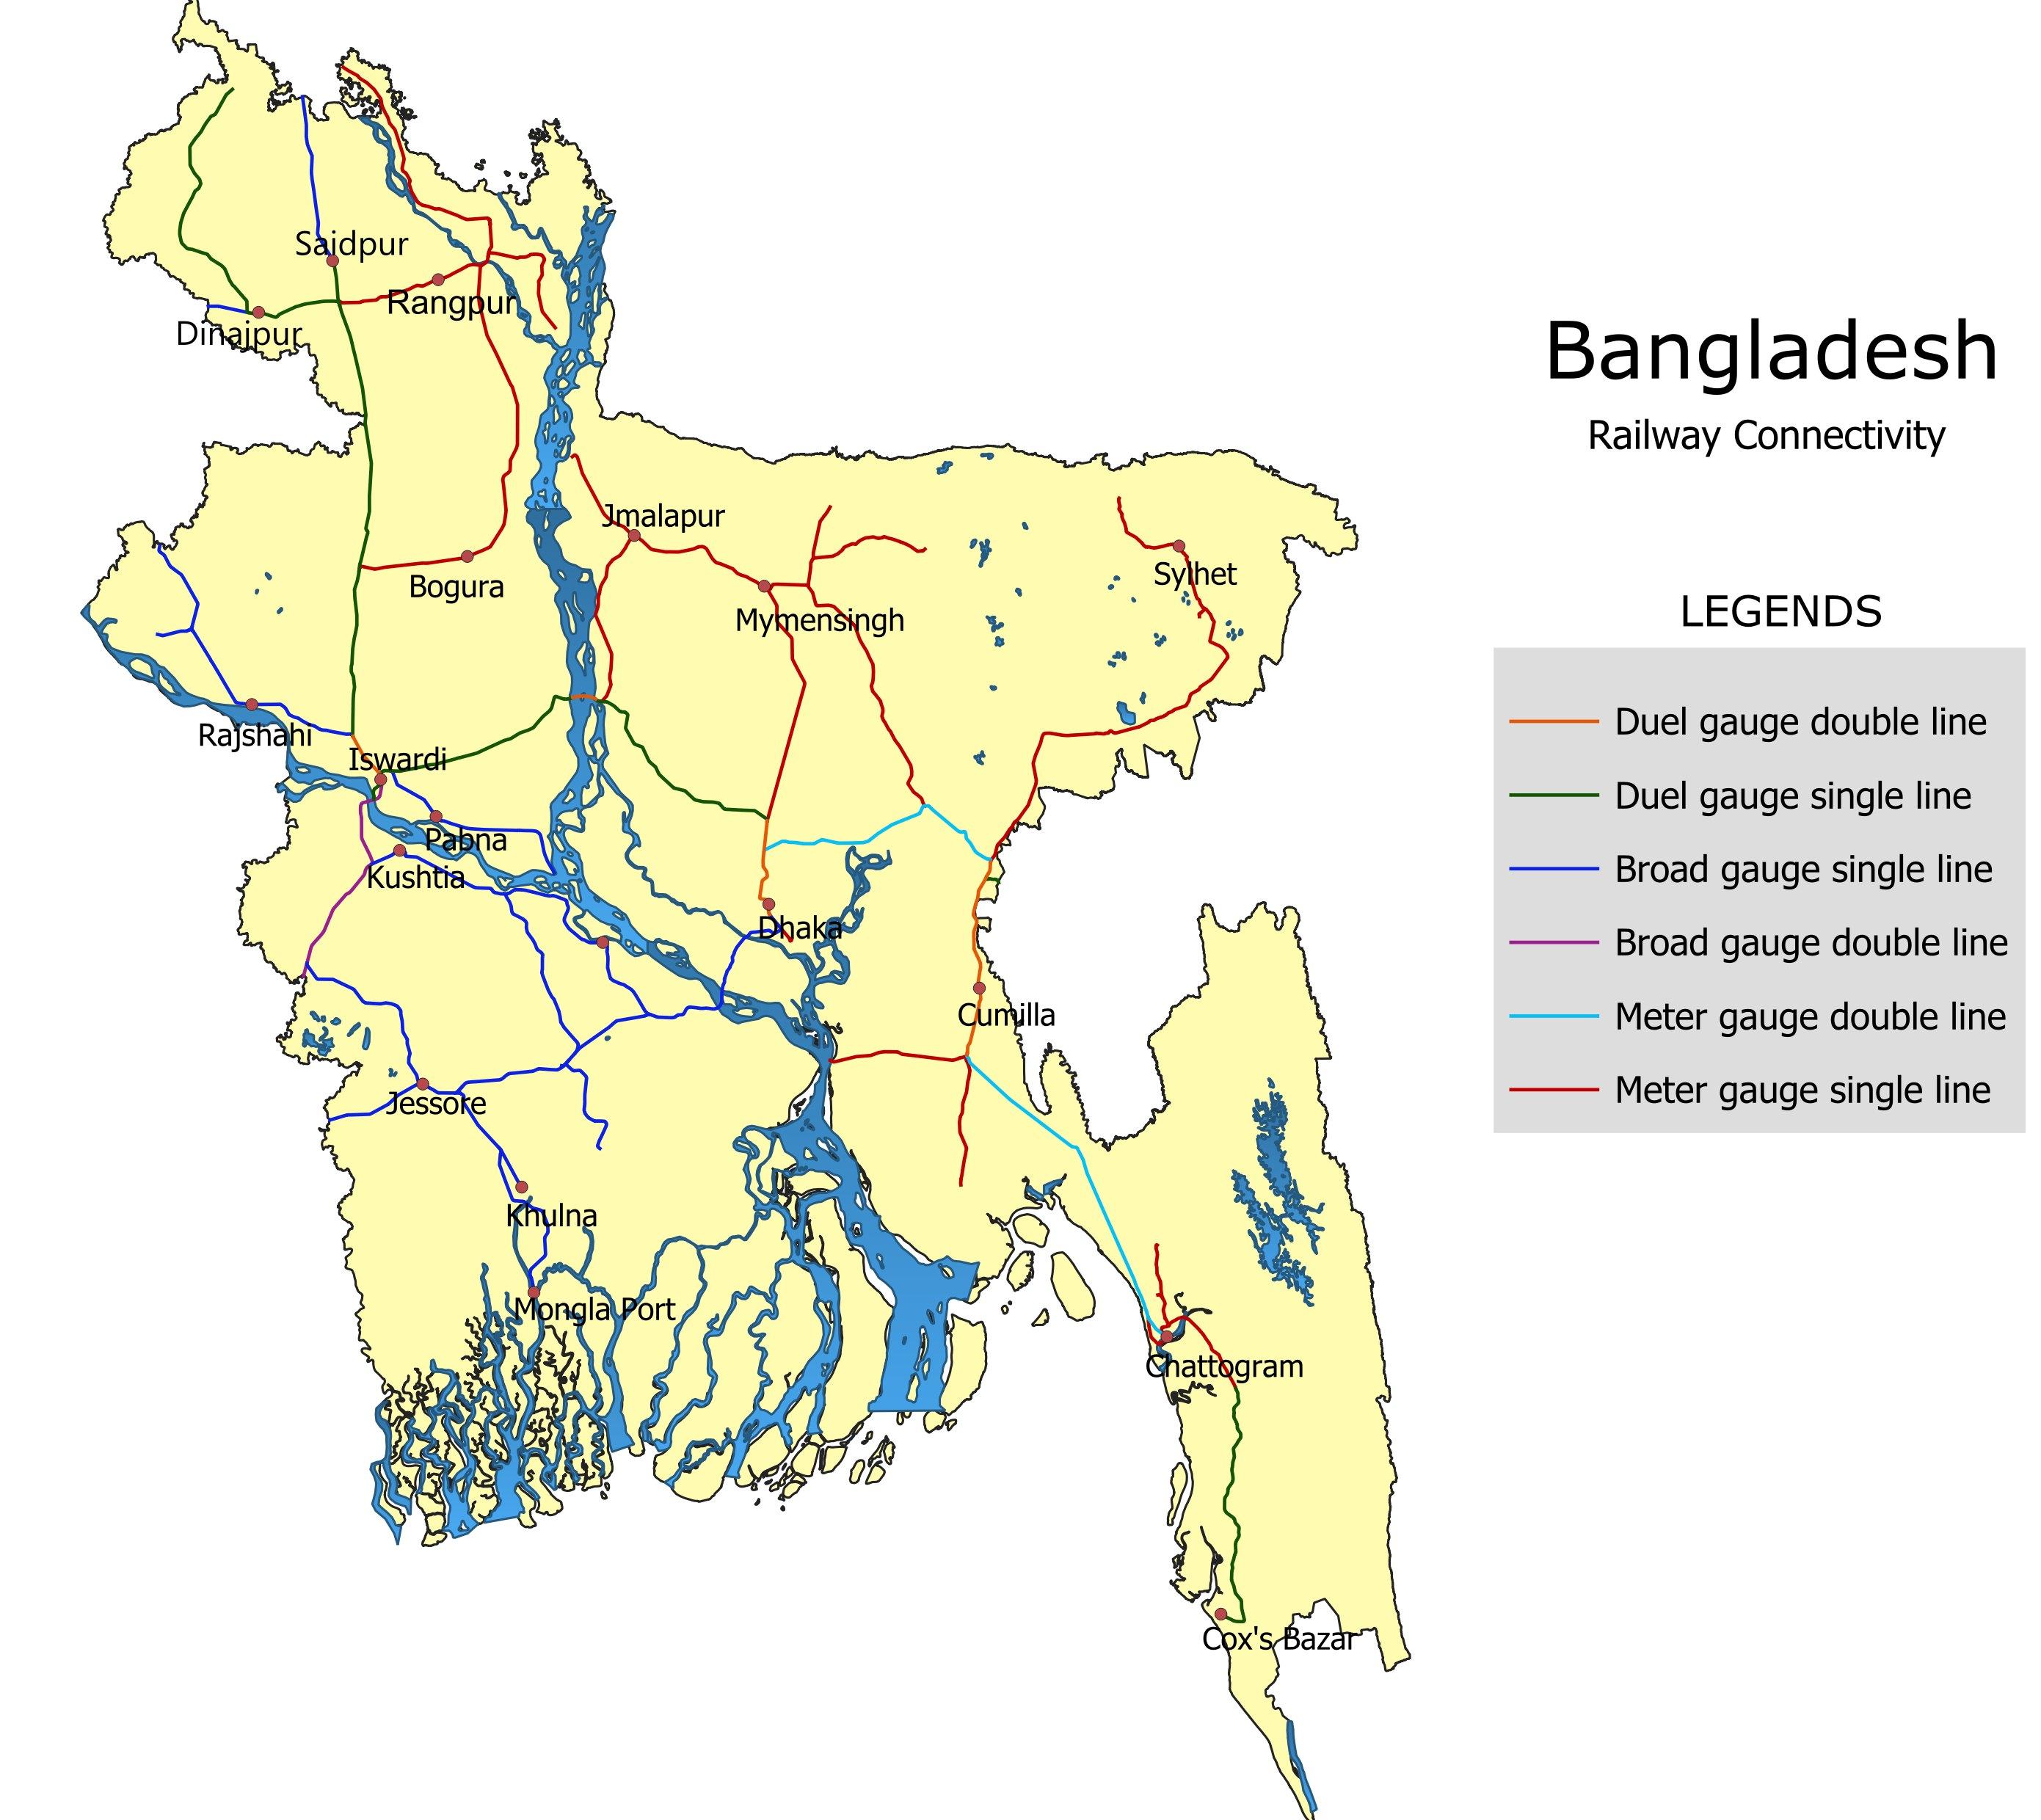 Bangladesh
Railway Connectivity
LEGENDS
Duel gauge double line
Duel gauge single line
Broad gauge single line
Broad gauge double line
Meter gauge double line
Meter gauge single line
Saidpur
Rangpur
Dinajpur
Jmalapur
Bogura
Sylhet
Mymensingh
Rajshahi
Iswardi
Pabna
Kushtia
Dhaka
Cumilla
Jessore
Khulna
Mongla Port
Chattogram
Cox's Bazar